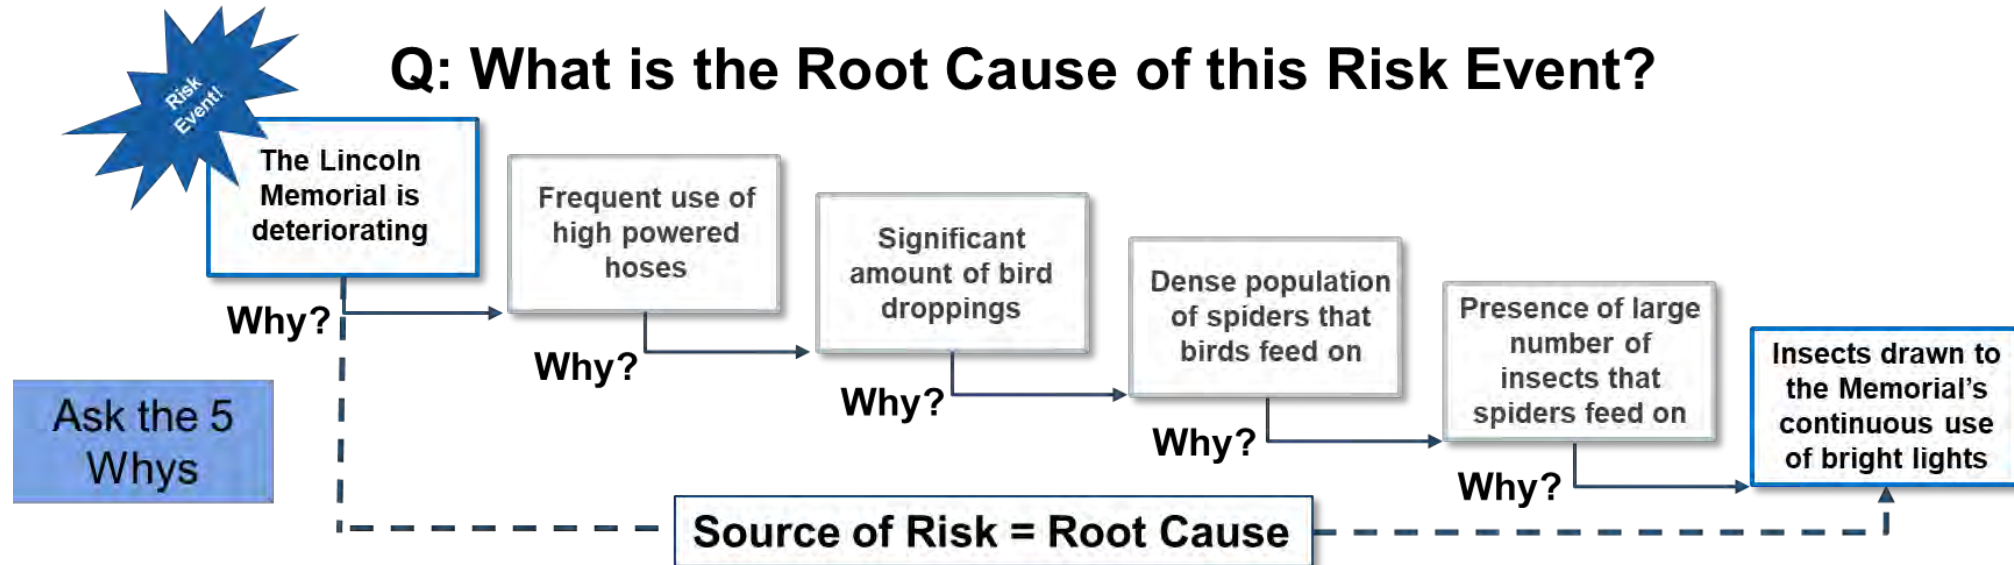 Q: What is the Root Cause of this Risk Event?
Risk
Event!
The Lincoln
Memorial is
deteriorating
Why?
Frequent use of
high powered
hoses
Why?
Significant
amount of bird
droppings
Why?
Dense population
of spiders that
birds feed on
Why?
Presence of large
number of
insects that
spiders feed on
Why?
Insects drawn to
the Memorial’s
continuous use
of bright lights
Ask the 5
Whys
Source of Risk = Root Cause